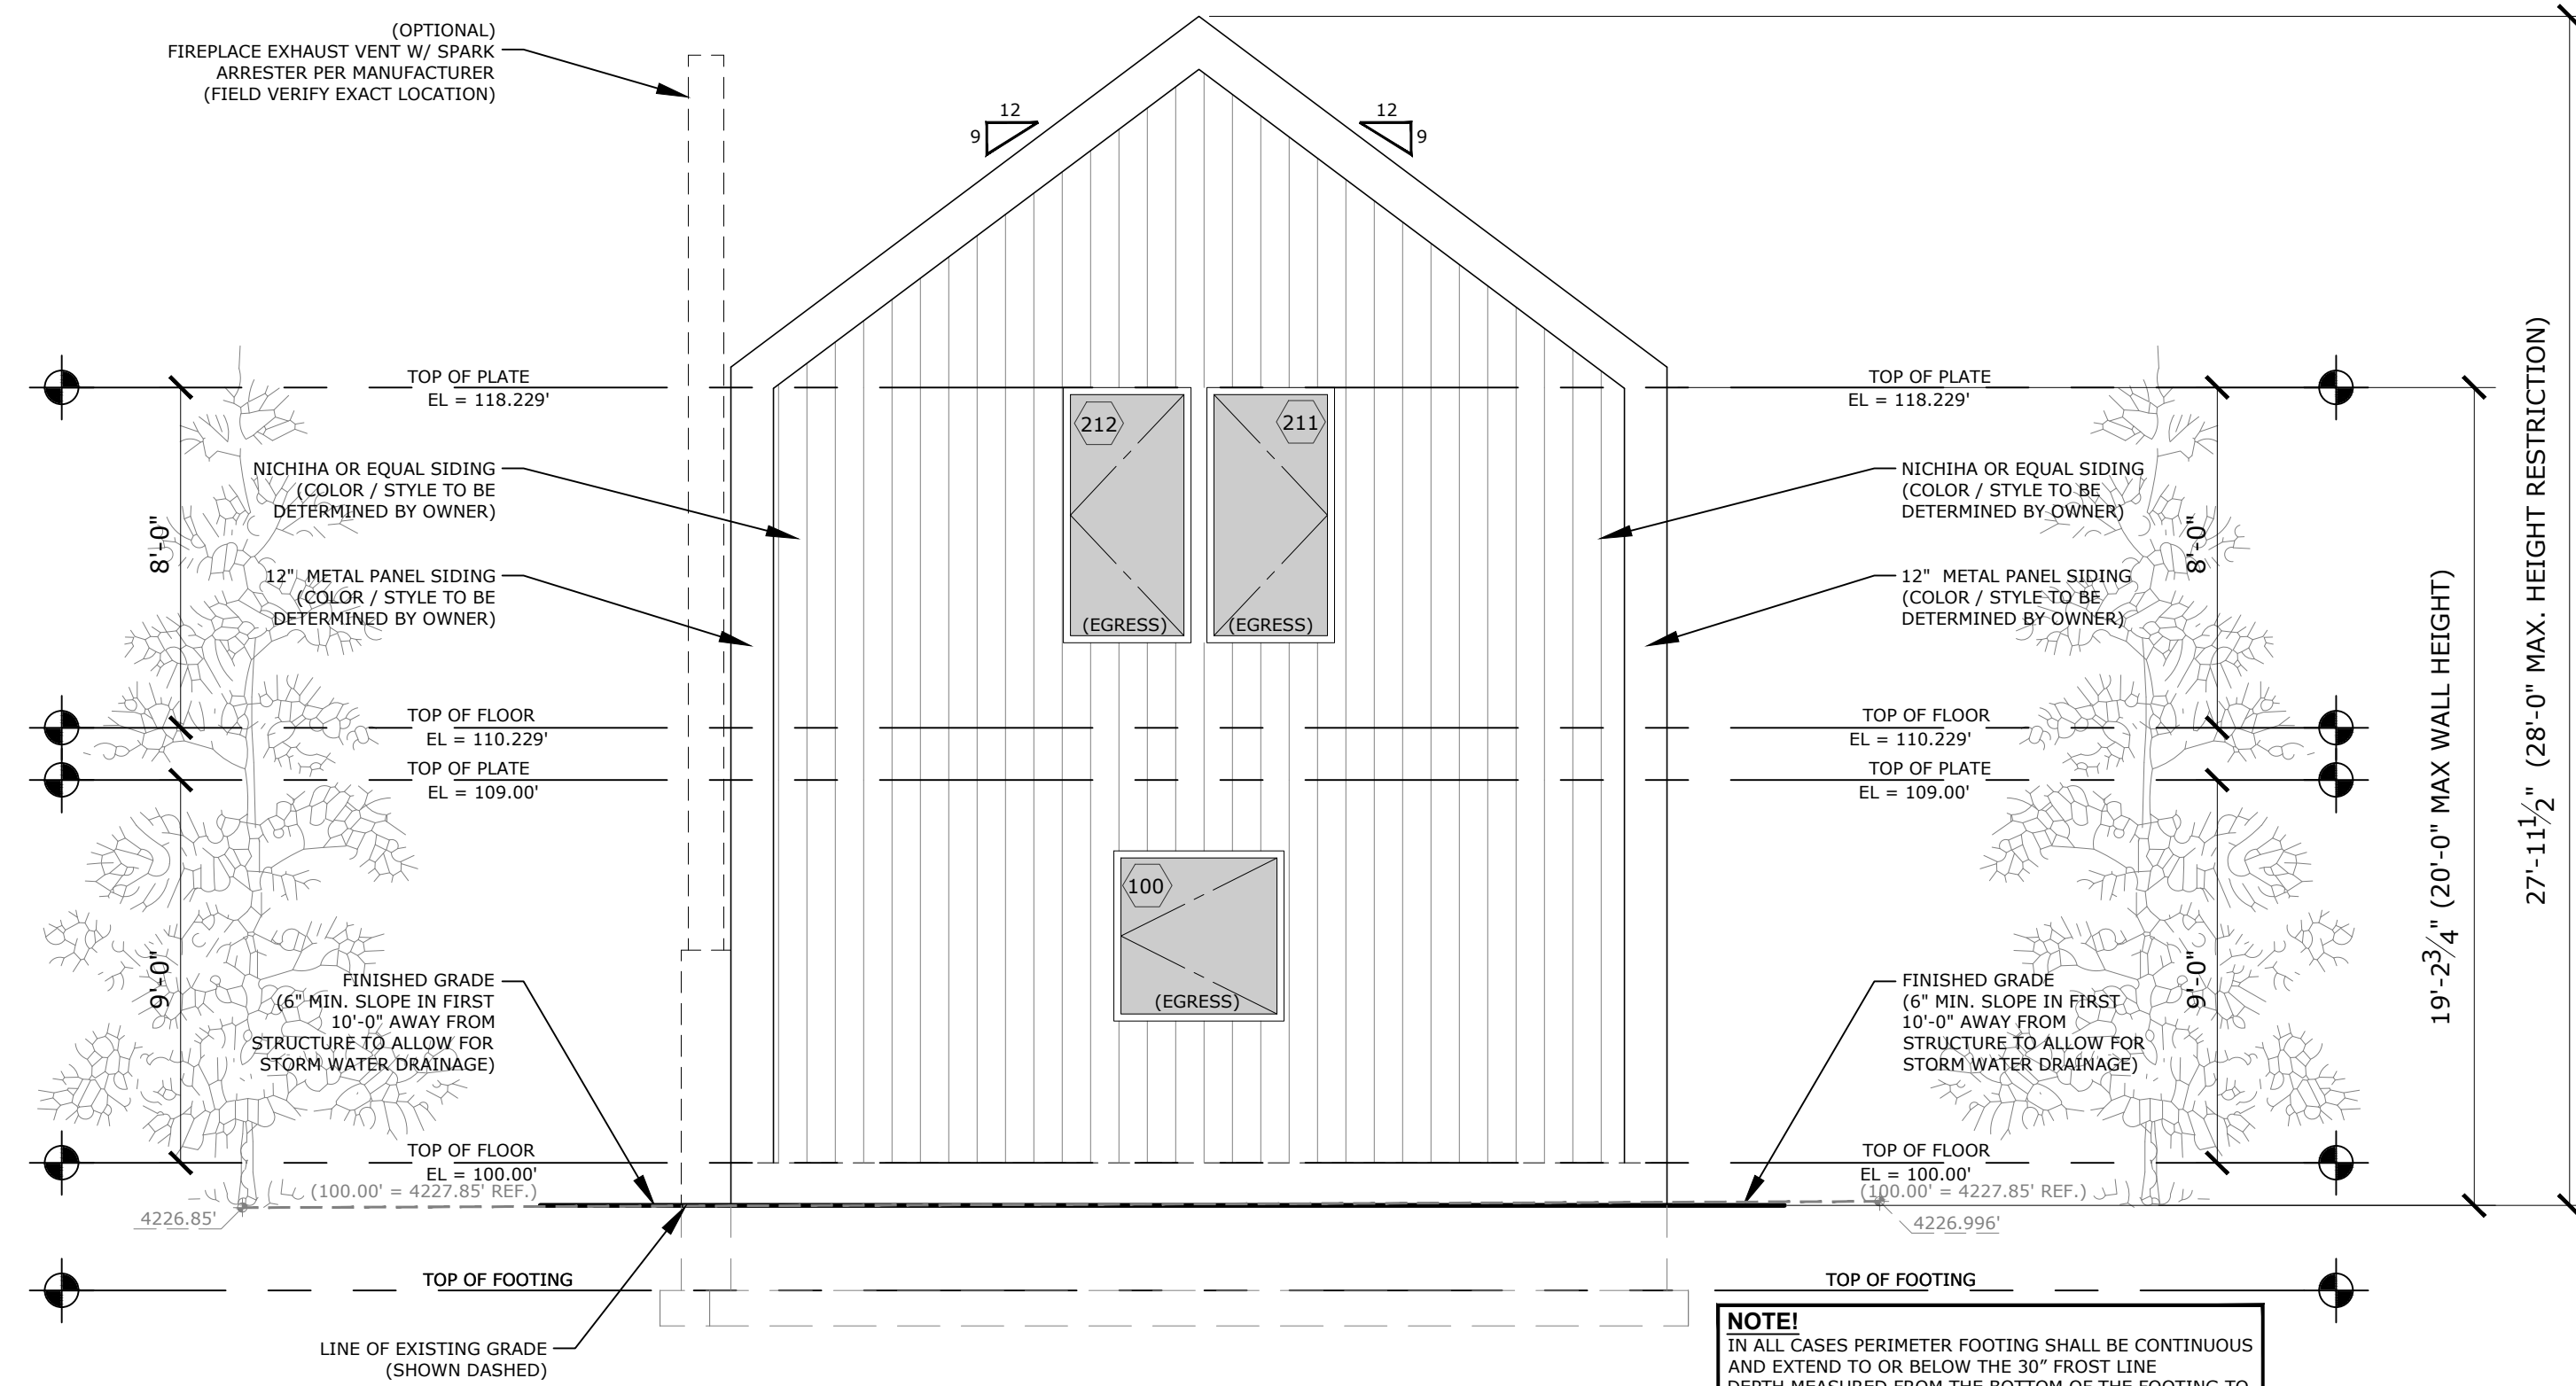 (OPTIONAL)
FIREPLACE EXHAUST VENT W/ SPARK
ARRESTER PER MANUFACTURER
(FIELD VERIFY EXACT LOCATION)
12
9
12
9
TOP OF PLATE
EL = 118.229'
TOP OF PLATE
EL = 118.229'
212
211
(EGRESS)
(EGRESS)
NICHIHA OR EQUAL SIDING
(COLOR / STYLE TO BE
DETERMINED BY OWNER)
NICHIHA OR EQUAL SIDING
(COLOR / STYLE TO BE
DETERMINED BY OWNER)
8'-0"
8'-0"
12" METAL PANEL SIDING
(COLOR / STYLE TO BE
DETERMINED BY OWNER)
12" METAL PANEL SIDING
(COLOR / STYLE TO BE
DETERMINED BY OWNER)
19'-2¾" (20'-0" MAX WALL HEIGHT)
27'-11½" (28'-0" MAX. HEIGHT RESTRICTION)
TOP OF FLOOR
EL = 110.229'
TOP OF FLOOR
EL = 110.229'
TOP OF PLATE
EL = 109.00'
TOP OF PLATE
EL = 109.00'
100
(EGRESS)
9'-0"
9'-0"
FINISHED GRADE
(6" MIN. SLOPE IN FIRST
10'-0" AWAY FROM
STRUCTURE TO ALLOW FOR
STORM WATER DRAINAGE)
FINISHED GRADE
(6" MIN. SLOPE IN FIRST
10'-0" AWAY FROM
STRUCTURE TO ALLOW FOR
STORM WATER DRAINAGE)
TOP OF FLOOR
EL = 100.00'
(100.00' = 4227.85' REF.)
TOP OF FLOOR
EL = 100.00'
(100.00' = 4227.85' REF.)
4226.85'
4226.996'
TOP OF FOOTING
TOP OF FOOTING
LINE OF EXISTING GRADE
(SHOWN DASHED)
NOTE!
IN ALL CASES PERIMETER FOOTING SHALL BE CONTINUOUS
AND EXTEND TO OR BELOW THE 30" FROST LINE
DEPTH MEASURED FROM THE BOTTOM OF THE FOOTING TO